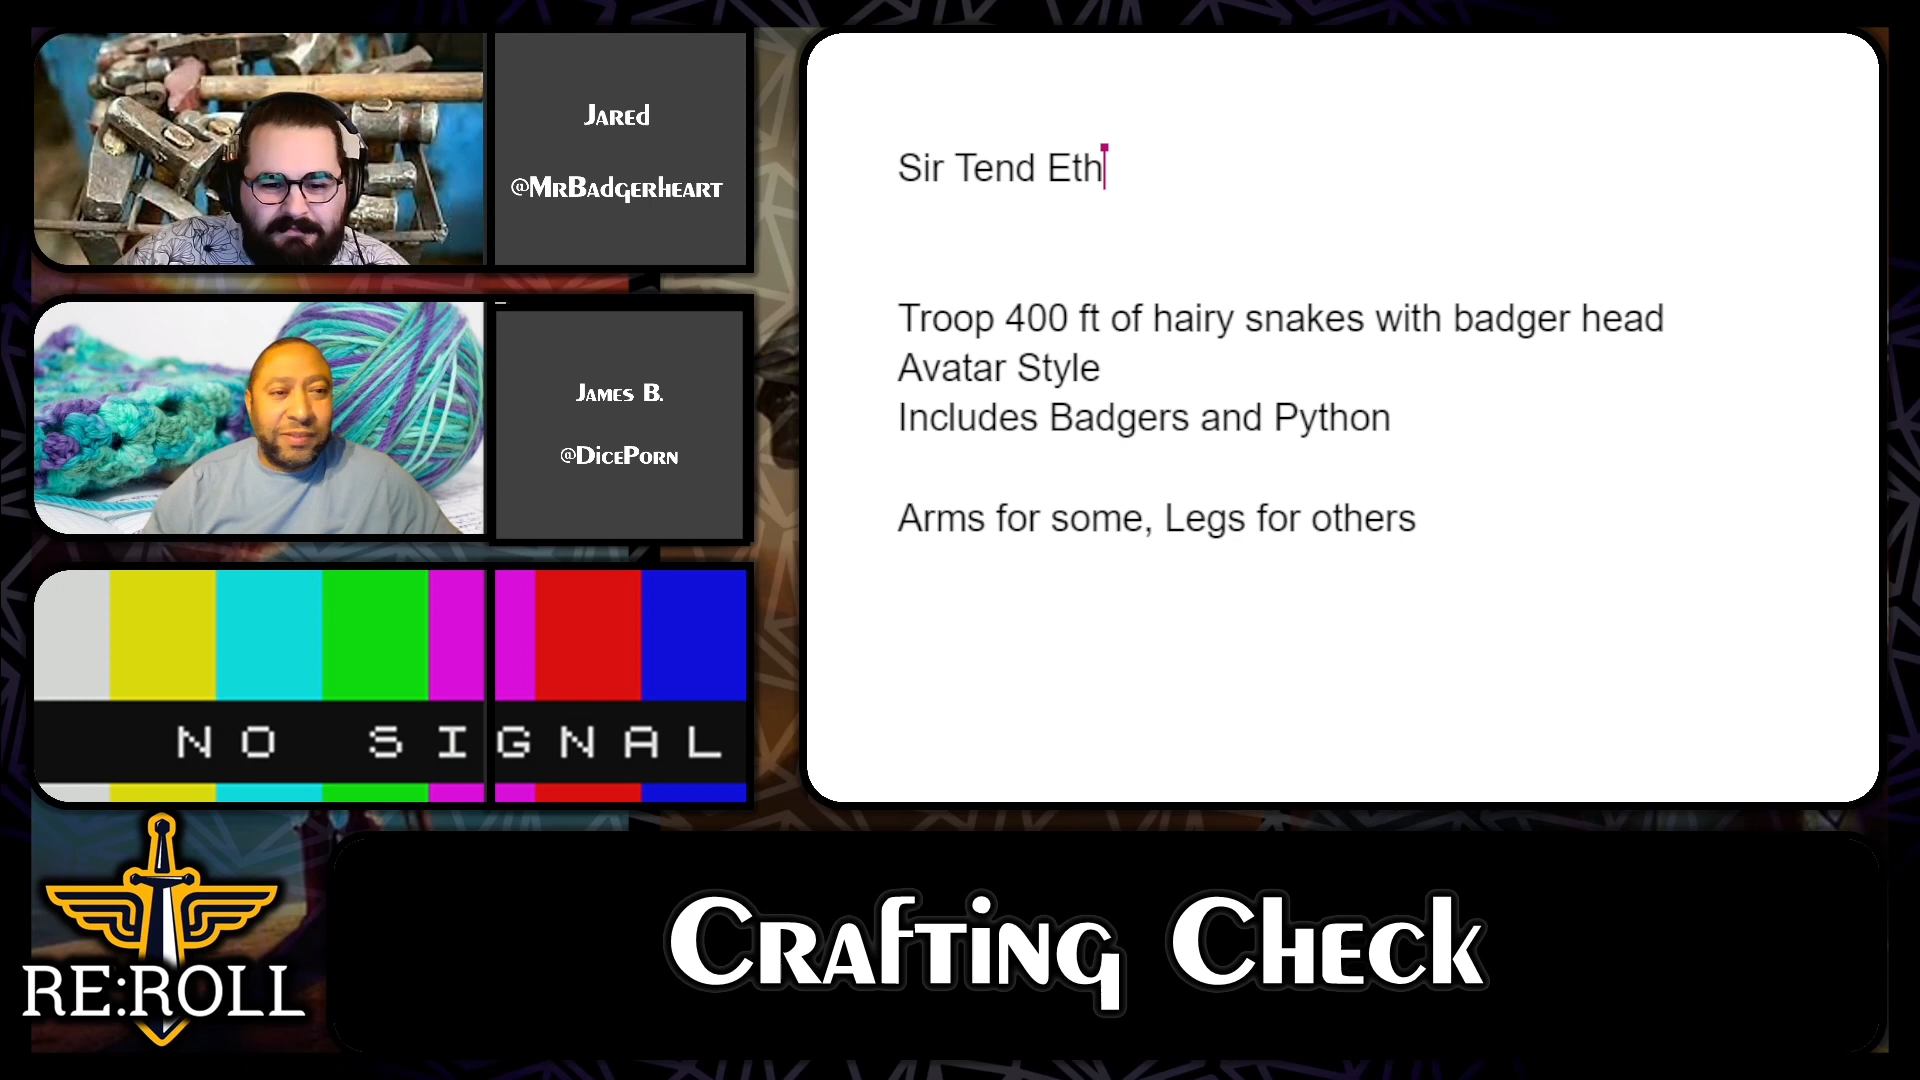 Jared
@MrBadgerheart
James B.
@DicePorn
NO SIGNAL
Sir Tend Eth
Troop 400 ft of hairy snakes with badger head
Avatar Style
Includes Badgers and Python
Arms for some, Legs for others
RE:ROLL
Crafting Check